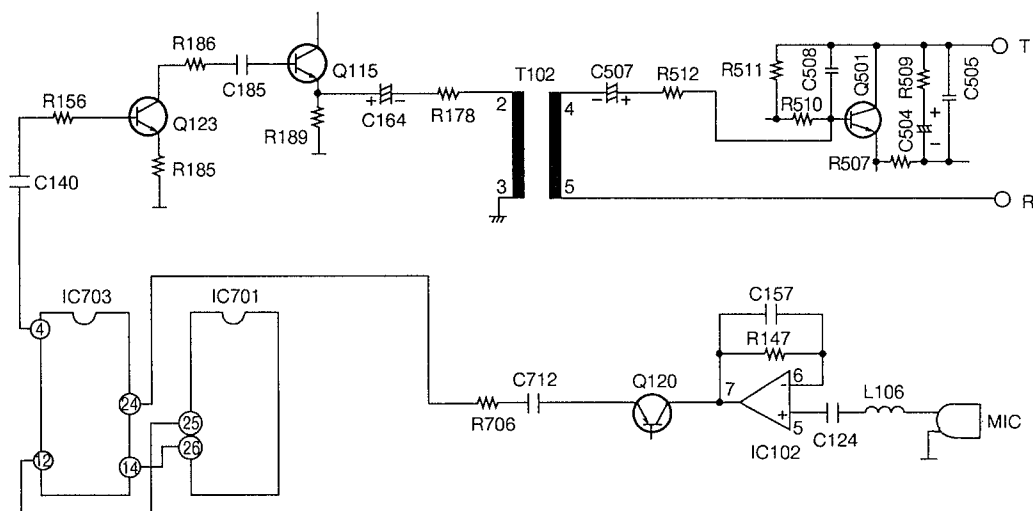 R186
Q115
C185
R156
Q123
R189
+
-
C164
R178
R185
C140
T102
2
3
4
5
C507
-
+
R512
R511
C508
Q501
R509
C505
T
R510
C504
+
-
R507
R
IC703
IC701
4
24
25
26
12
14
C157
R147
C712
Q120
7
6
-
+
5
L106
MIC
R706
IC102
C124